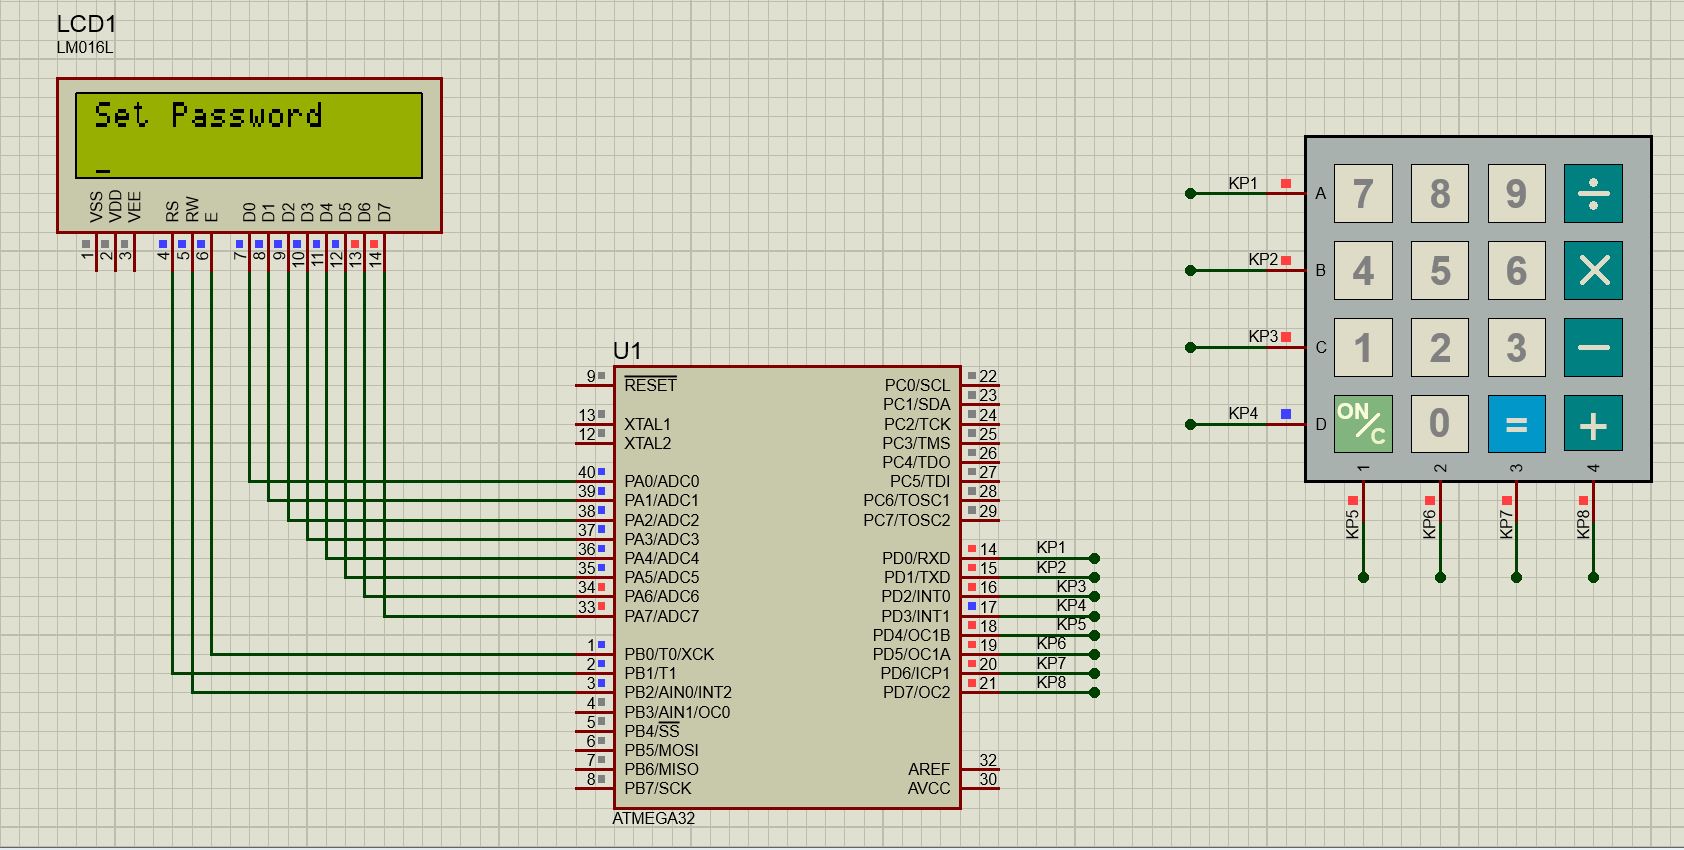 LCD1
LM016L
Set Password
_
VSS VDD VEE RS RW E D0 D1 D2 D3 D4 D5 D6 D7
1 2 3 4 5 6 7 8 9 10 11 12 13 14
U1
9 RESET
13 XTAL1
12 XTAL2
40 PA0/ADC0
39 PA1/ADC1
38 PA2/ADC2
37 PA3/ADC3
36 PA4/ADC4
35 PA5/ADC5
34 PA6/ADC6
33 PA7/ADC7
1 PB0/T0/XCK
2 PB1/T1
3 PB2/AIN0/INT2
4 PB3/AIN1/OC0
5 PB4/SS
6 PB5/MOSI
7 PB6/MISO
8 PB7/SCK
PC0/SCL 22
PC1/SDA 23
PC2/TCK 24
PC3/TMS 25
PC4/TDO 26
PC5/TDI 27
PC6/TOSC1 28
PC7/TOSC2 29
PD0/RXD 14 KP1
PD1/TXD 15 KP2
PD2/INT0 16 KP3
PD3/INT1 17 KP4
PD4/OC1B 18 KP5
PD5/OC1A 19 KP6
PD6/ICP1 20 KP7
PD7/OC2 21 KP8
AREF 32
AVCC 30
ATMEGA32
KP1 A 7 8 9 ÷
KP2 B 4 5 6 ×
KP3 C 1 2 3 −
KP4 D ON/C 0 = +
1 2 3 4
KP5 KP6 KP7 KP8